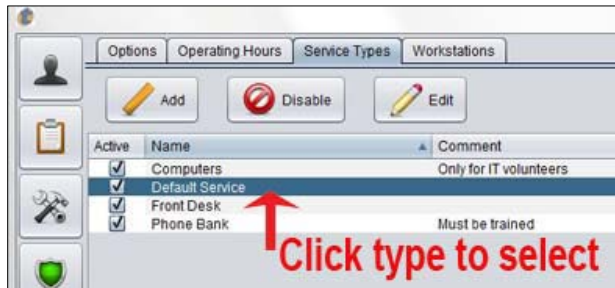 Options Operating Hours Service Types Workstations
Add Disable Edit
Active Name Comment
Computers Only for IT volunteers
Default Service
Front Desk
Phone Bank Must be trained
Click type to select